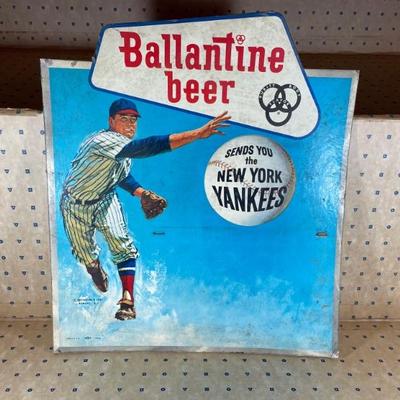 Ballantine
beer
SENDS YOU
the
NEW YORK
YANKEES